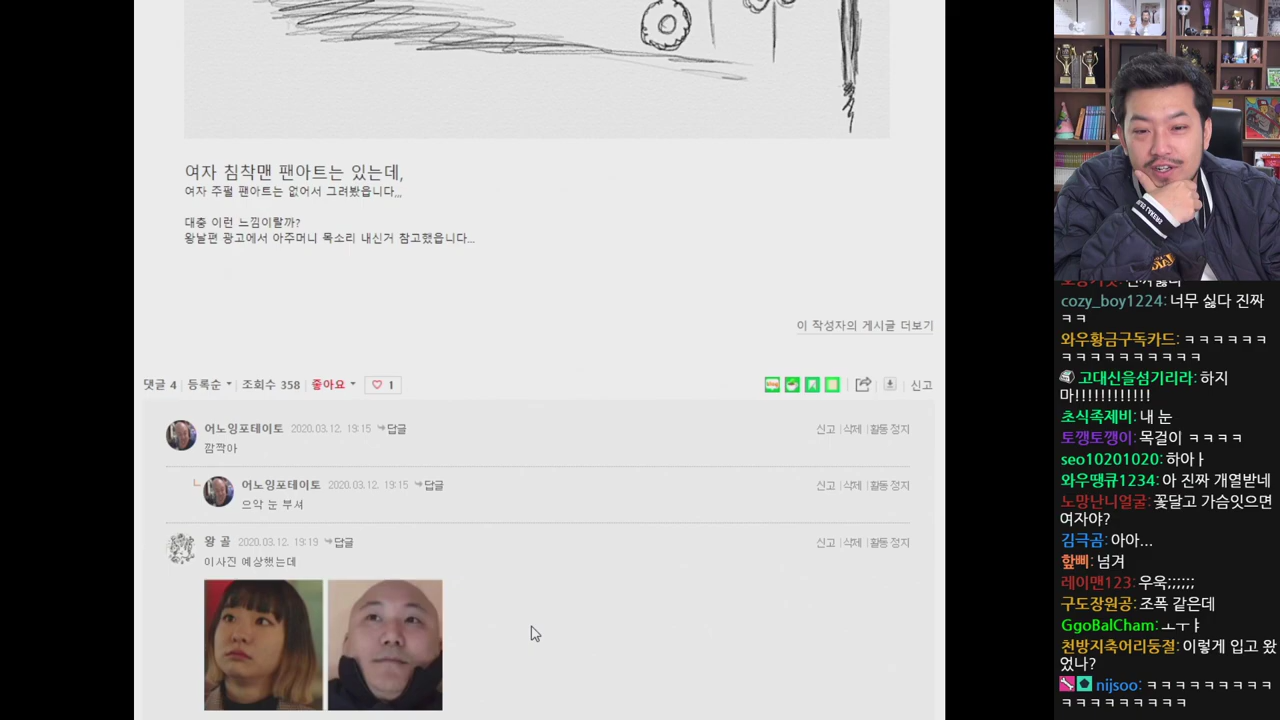 여자 침착맨 팬아트는 있는데,
여자 주펄 팬아트는 없어서 그려봤읍니다,,,
대충 이런 느낌이랄까?
왕날편 광고에서 아주머니 목소리 내신거 참고했읍니다...
이 작성자의 게시글 더보기
댓글 4 등록순 조회수 358 좋아요 1 신고
어노잉포테이토 2020.03.12. 19:15 답글 신고 삭제 활동정지
깜짝아
어노잉포테이토 2020.03.12. 19:15 답글 신고 삭제 활동정지
으악 눈 부셔
왕 골 2020.03.12. 19:19 답글 신고 삭제 활동정지
이사진 예상했는데
cozy_boy1224: 너무 싫다 진짜
ㅋㅋ
와우황금구독카드: ㅋㅋㅋㅋㅋㅋ
ㅋㅋㅋㅋㅋㅋㅋㅋㅋㅋ
고대신을섬기리라: 하지
마!!!!!!!!!!!!
초식족제비: 내 눈
토깽토깽이: 목걸이 ㅋㅋㅋㅋ
seo10201020: 하아ㅏ
와우땡큐1234: 아 진짜 개열받네
노망난니얼굴: 꽃달고 가슴잇으면
여자야?
김극곰: 아아...
핥삐: 넘겨
레이맨123: 우욱;;;;;;
구도장원공: 조폭 같은데
GgoBalCham: ㅗㅜㅑ
천방지축어리둥절: 이렇게 입고 왔
었나?
nijsoo: ㅋㅋㅋㅋㅋㅋㅋㅋㅋ
ㅋㅋㅋㅋㅋㅋㅋㅋㅋ